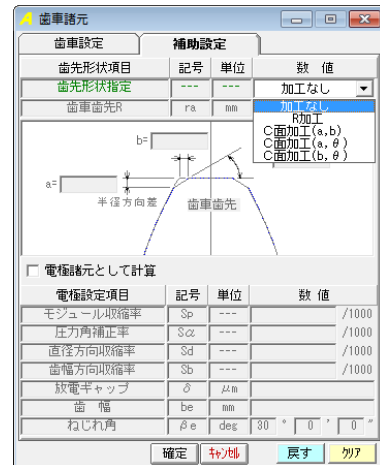 歯車諸元
歯車設定 補助設定
歯先形状項目 記号 単位 数 値
歯先形状指定 --- --- 加工なし
歯車歯先R ra mm
加工なし
R加工
C面加工(a,b)
C面加工(a,θ)
C面加工(b,θ)
b=
a=
半径方向差 歯車歯先
電極諸元として計算
電極設定項目 記号 単位 数 値
モジュール収縮率 Sp --- /1000
圧力角補正率 Sα --- /1000
直径方向収縮率 Sd --- /1000
歯幅方向収縮率 Sb --- /1000
放電ギャップ δ μm
歯 幅 be mm
ねじれ角 βe deg 30 ° 0 ' 0 "
確定 キャンセル 戻す クリア